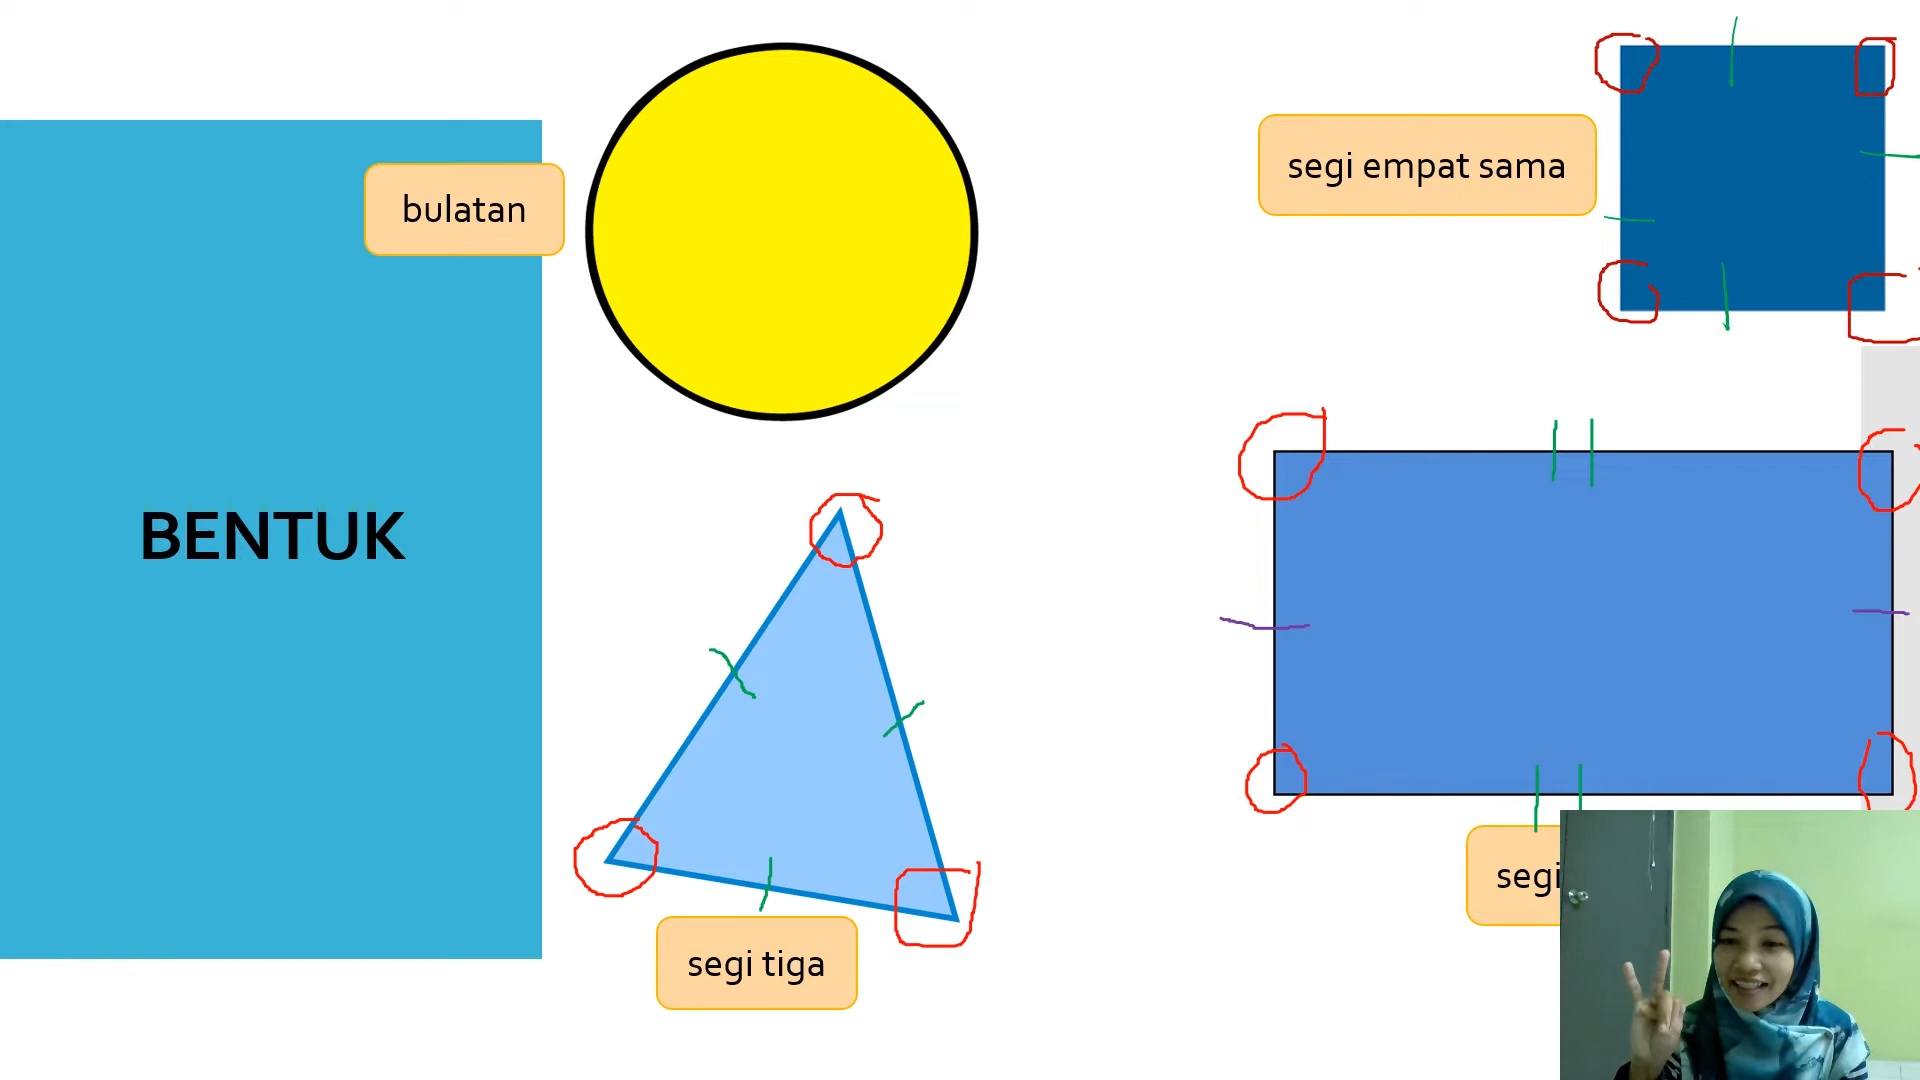 BENTUK
bulatan
segi empat sama
segi tiga
segi